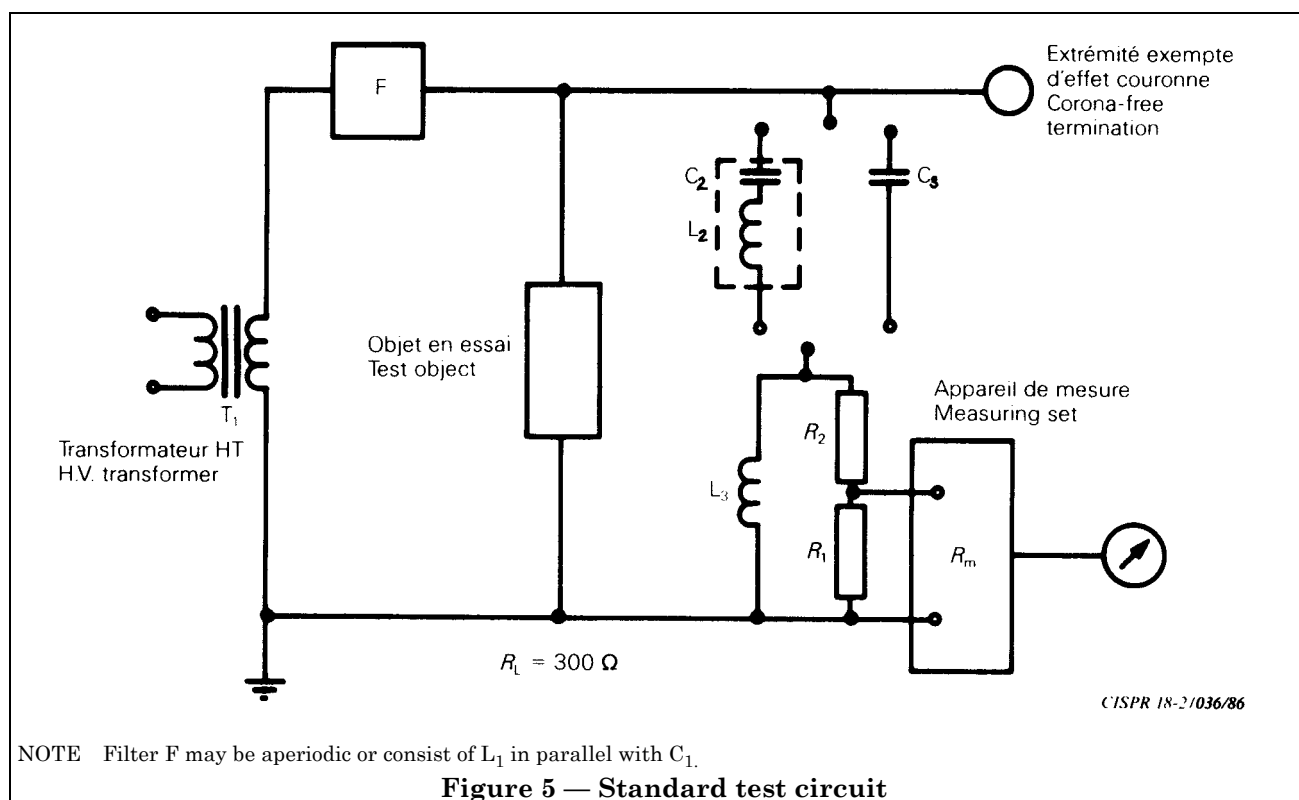 F
Extrémité exempte
d'effet couronne
Corona-free
termination
C2
L2
Cs
Objet en essai
Test object
T1
Transformateur HT
H.V. transformer
Appareil de mesure
Measuring set
R2
L3
R1
Rm
RL = 300 Ω
CISPR 18-2/036/86
NOTE Filter F may be aperiodic or consist of L1 in parallel with C1.
Figure 5 — Standard test circuit